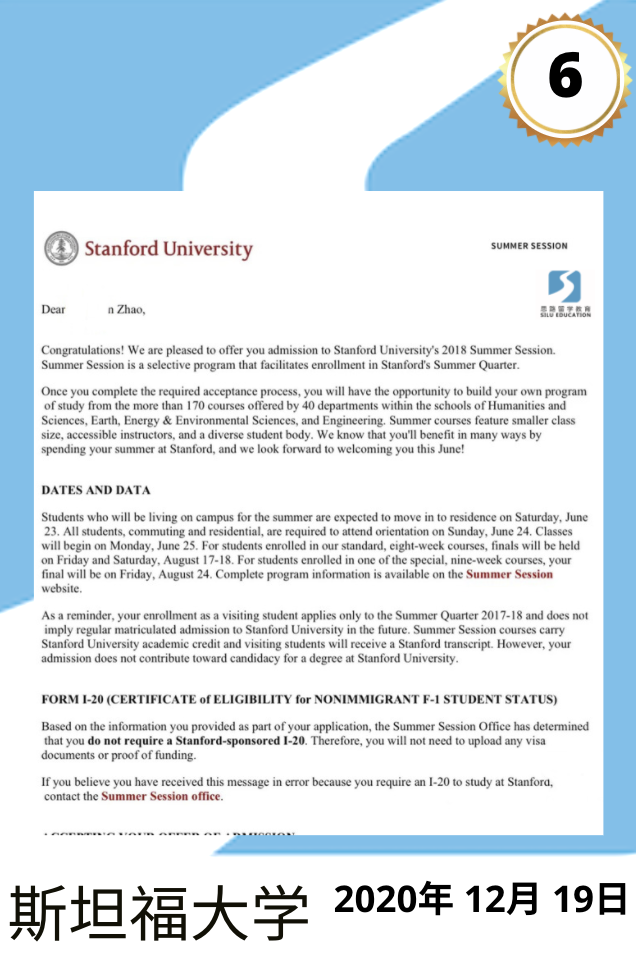 6
Stanford University
SUMMER SESSION
思路留学教育
SILU EDUCATION
Dear n Zhao,
Congratulations! We are pleased to offer you admission to Stanford University's 2018 Summer Session.
Summer Session is a selective program that facilitates enrollment in Stanford's Summer Quarter.
Once you complete the required acceptance process, you will have the opportunity to build your own program
of study from the more than 170 courses offered by 40 departments within the schools of Humanities and
Sciences, Earth, Energy & Environmental Sciences, and Engineering. Summer courses feature smaller class
size, accessible instructors, and a diverse student body. We know that you'll benefit in many ways by
spending your summer at Stanford, and we look forward to welcoming you this June!
DATES AND DATA
Students who will be living on campus for the summer are expected to move in to residence on Saturday, June
23. All students, commuting and residential, are required to attend orientation on Sunday, June 24. Classes
will begin on Monday, June 25. For students enrolled in our standard, eight-week courses, finals will be held
on Friday and Saturday, August 17-18. For students enrolled in one of the special, nine-week courses, your
final will be on Friday, August 24. Complete program information is available on the Summer Session
website.
As a reminder, your enrollment as a visiting student applies only to the Summer Quarter 2017-18 and does not
imply regular matriculated admission to Stanford University in the future. Summer Session courses carry
Stanford University academic credit and visiting students will receive a Stanford transcript. However, your
admission does not contribute toward candidacy for a degree at Stanford University.
FORM I-20 (CERTIFICATE of ELIGIBILITY for NONIMMIGRANT F-1 STUDENT STATUS)
Based on the information you provided as part of your application, the Summer Session Office has determined
that you do not require a Stanford-sponsored I-20. Therefore, you will not need to upload any visa
documents or proof of funding.
If you believe you have received this message in error because you require an I-20 to study at Stanford,
contact the Summer Session office.
ACCEPTING YOUR OFFER OF ADMISSION
斯坦福大学 2020年 12月 19日